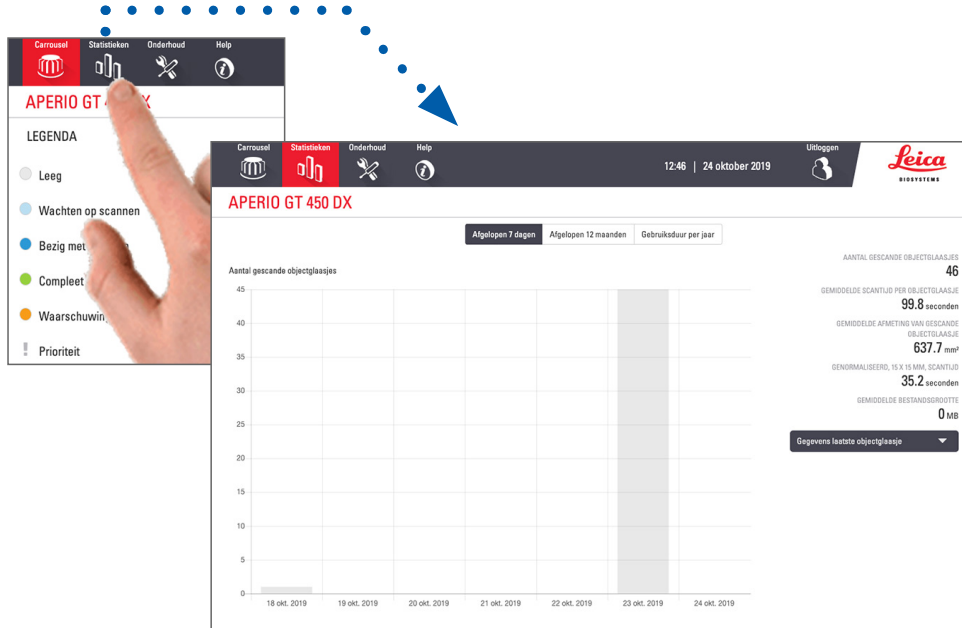 Carrousel
Statistieken
Onderhoud
Help
APERIO GT
X
LEGENDA
Leeg
Wachten op scannen
Bezig met
Compleet
Waarschuwin
Prioriteit
Carrousel
Statistieken
Onderhoud
Help
12:46 | 24 oktober 2019
Uitloggen
Leica
BIOSYSTEMS
APERIO GT 450 DX
Afgelopen 7 dagen
Afgelopen 12 maanden
Gebruiksduur per jaar
Aantal gescande objectglaasjes
45
40
35
30
25
20
15
10
5
0
18 okt. 2019
19 okt. 2019
20 okt. 2019
21 okt. 2019
22 okt. 2019
23 okt. 2019
24 okt. 2019
AANTAL GESCANDE OBJECTGLAASJES
46
GEMIDDELDE SCANTIJD PER OBJECTGLAASJE
99.8 seconden
GEMIDDELDE AFMETING VAN GESCANDE
OBJECTGLAASJE
637.7 mm²
GENORMALISEERD, 15 X 15 MM, SCANTIJD
35.2 seconden
GEMIDDELDE BESTANDSGROOTTE
0 MB
Gegevens laatste objectglaasje